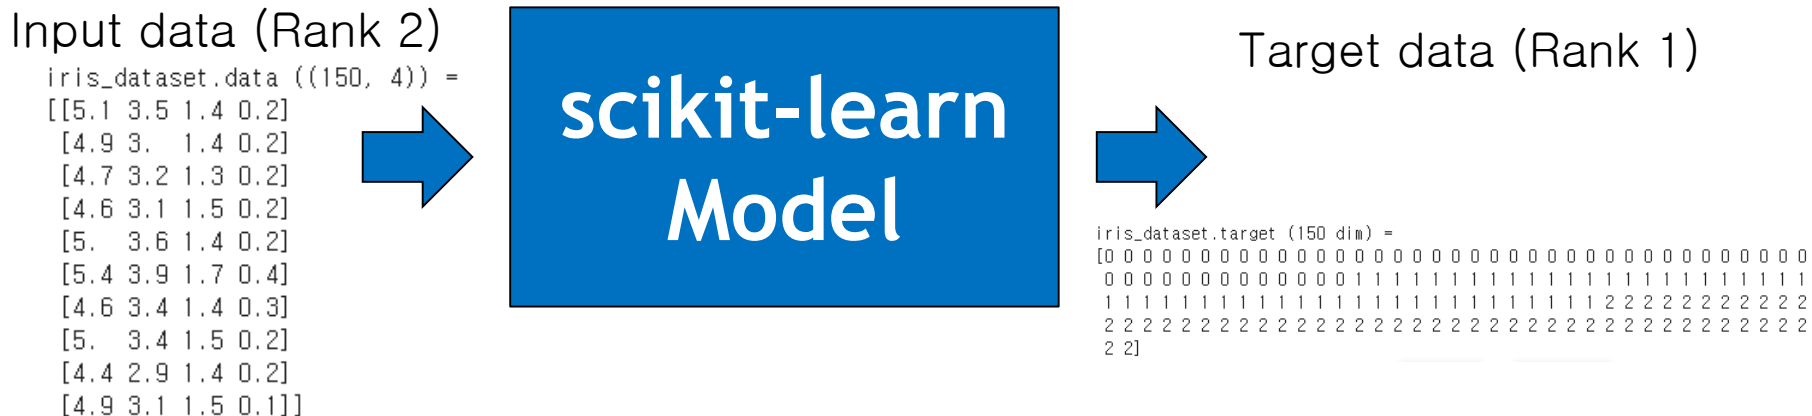 Input data (Rank 2)
iris_dataset.data ((150, 4)) =
[[5.1 3.5 1.4 0.2]
[4.9 3. 1.4 0.2]
[4.7 3.2 1.3 0.2]
[4.6 3.1 1.5 0.2]
[5. 3.6 1.4 0.2]
[5.4 3.9 1.7 0.4]
[4.6 3.4 1.4 0.3]
[5. 3.4 1.5 0.2]
[4.4 2.9 1.4 0.2]
[4.9 3.1 1.5 0.1]]
scikit-learn
Model
Target data (Rank 1)
iris_dataset.target (150 dim) =
[0 0 0 0 0 0 0 0 0 0 0 0 0 0 0 0 0 0 0 0 0 0 0 0 0 0 0 0 0 0 0 0 0 0 0 0 0
0 0 0 0 0 0 0 0 0 0 0 0 0 1 1 1 1 1 1 1 1 1 1 1 1 1 1 1 1 1 1 1 1 1 1 1 1
1 1 1 1 1 1 1 1 1 1 1 1 1 1 1 1 1 1 1 1 1 1 1 1 1 1 2 2 2 2 2 2 2 2 2 2 2
2 2 2 2 2 2 2 2 2 2 2 2 2 2 2 2 2 2 2 2 2 2 2 2 2 2 2 2 2 2 2 2 2 2 2 2 2
2 2]